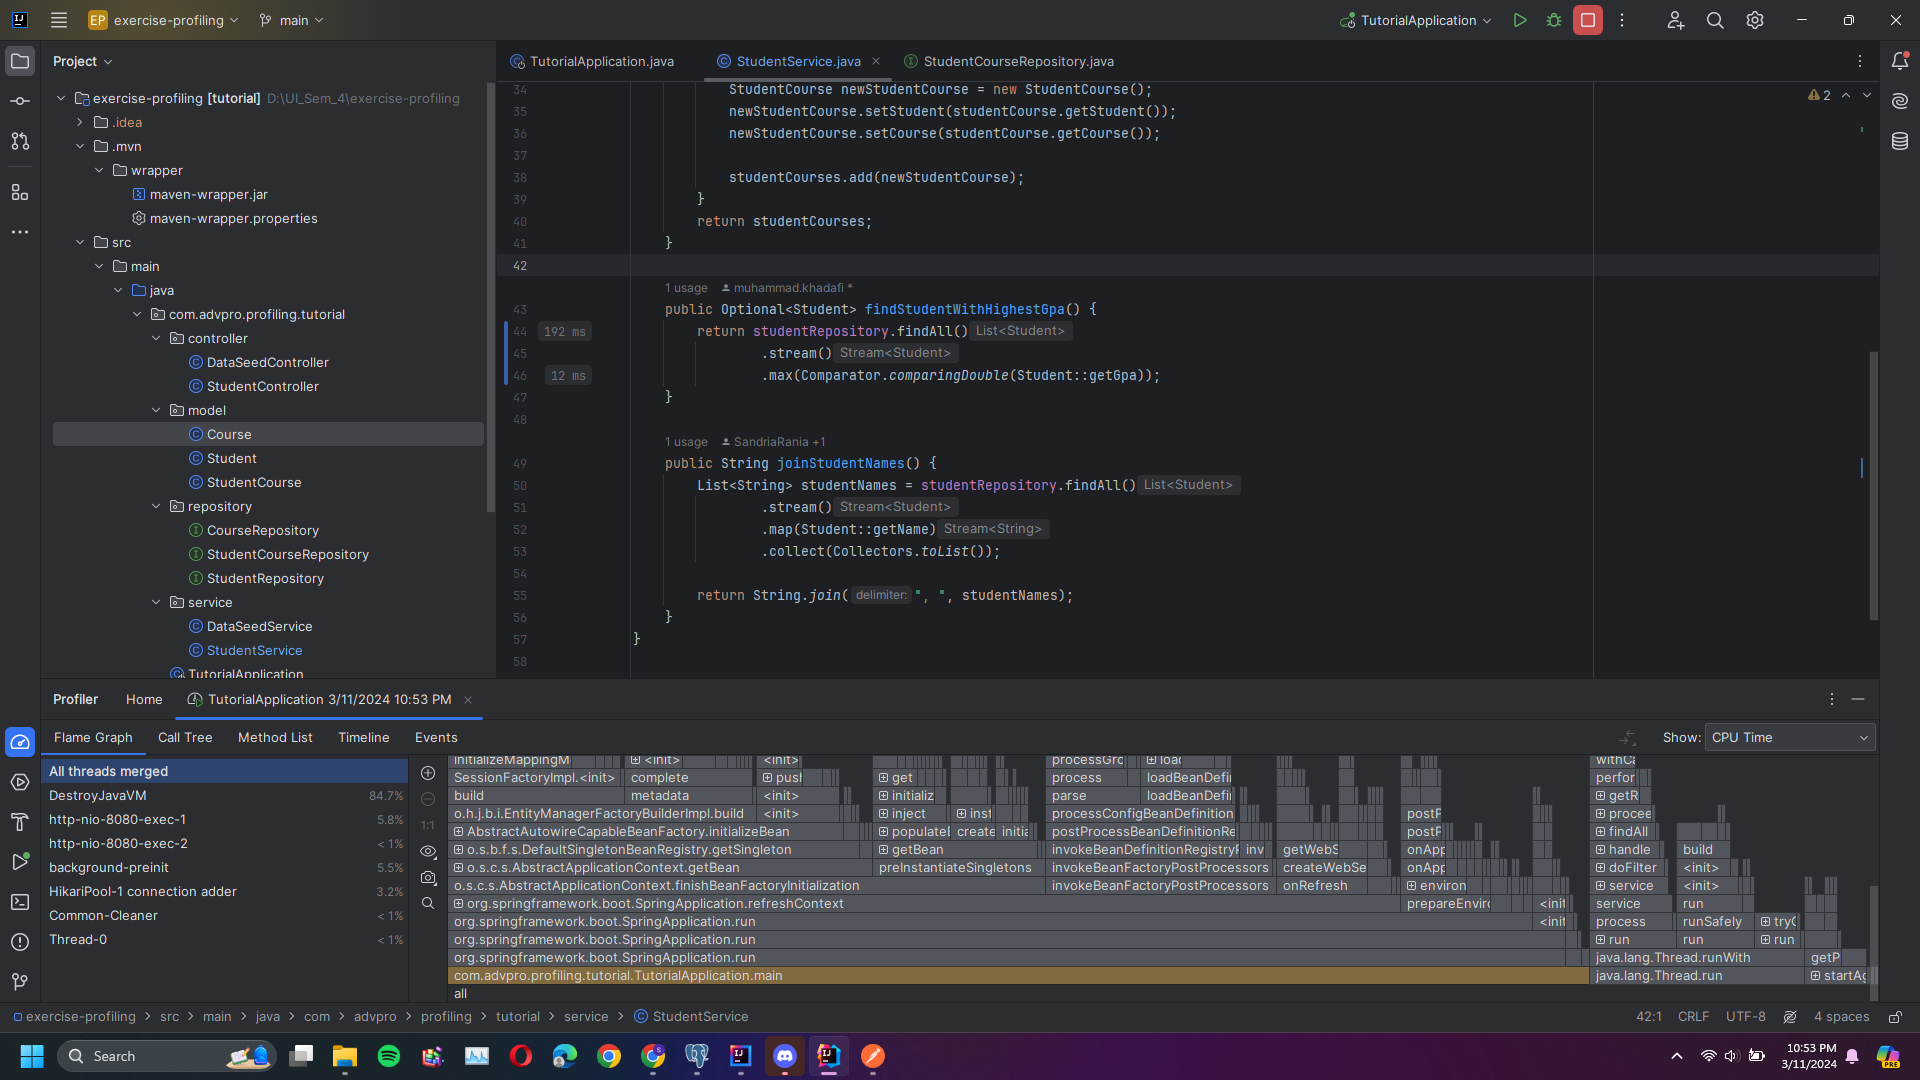 EP exercise-profiling main TutorialApplication
Project
exercise-profiling [tutorial] D:\UI_Sem_4\exercise-profiling
.idea
.mvn
wrapper
maven-wrapper.jar
maven-wrapper.properties
src
main
java
com.advpro.profiling.tutorial
controller
DataSeedController
StudentController
model
Course
Student
StudentCourse
repository
CourseRepository
StudentCourseRepository
StudentRepository
service
DataSeedService
StudentService
TutorialApplication
TutorialApplication.java StudentService.java StudentCourseRepository.java
2
34 StudentCourse newStudentCourse = new StudentCourse();
35 newStudentCourse.setStudent(studentCourse.getStudent());
36 newStudentCourse.setCourse(studentCourse.getCourse());
37
38 studentCourses.add(newStudentCourse);
39 }
40 return studentCourses;
41 }
42
1 usage muhammad.khadafi *
43 public Optional<Student> findStudentWithHighestGpa() {
44 192 ms return studentRepository.findAll() List<Student>
45 .stream() Stream<Student>
46 12 ms .max(Comparator.comparingDouble(Student::getGpa));
47 }
48
1 usage SandriaRania +1
49 public String joinStudentNames() {
50 List<String> studentNames = studentRepository.findAll() List<Student>
51 .stream() Stream<Student>
52 .map(Student::getName) Stream<String>
53 .collect(Collectors.toList());
54
55 return String.join( delimiter: ", ", studentNames);
56 }
57 }
58
Profiler Home TutorialApplication 3/11/2024 10:53 PM
Flame Graph Call Tree Method List Timeline Events Show: CPU Time
All threads merged
DestroyJavaVM 84.7%
http-nio-8080-exec-1 5.8%
http-nio-8080-exec-2 < 1%
background-preinit 5.5%
HikariPool-1 connection adder 3.2%
Common-Cleaner < 1%
Thread-0 < 1%
1:1
initializeMappingM <init> <init> processGro load withCa
SessionFactoryImpl.<init> complete push get process loadBeanDefi perfor
build metadata <init> initializ parse loadBeanDefi getR
o.h.j.b.i.EntityManagerFactoryBuilderImpl.build <init> inject inst processConfigBeanDefinition postP procee
AbstractAutowireCapableBeanFactory.initializeBean populateE create initia postProcessBeanDefinitionRe postP findAll
o.s.b.f.s.DefaultSingletonBeanRegistry.getSingleton getBean invokeBeanDefinitionRegistryF inv getWebS onApp handle build
o.s.c.s.AbstractApplicationContext.getBean preInstantiateSingletons invokeBeanFactoryPostProcessors createWebSe onApp doFilter <init>
o.s.c.s.AbstractApplicationContext.finishBeanFactoryInitialization invokeBeanFactoryPostProcessors onRefresh environ service <init>
org.springframework.boot.SpringApplication.refreshContext prepareEnviro <init service run
org.springframework.boot.SpringApplication.run <init process runSafely tryC
org.springframework.boot.SpringApplication.run run run run
org.springframework.boot.SpringApplication.run java.lang.Thread.runWith getP
com.advpro.profiling.tutorial.TutorialApplication.main java.lang.Thread.run startAg
all
exercise-profiling > src > main > java > com > advpro > profiling > tutorial > service > StudentService 42:1 CRLF UTF-8 4 spaces
Search
10:53 PM
3/11/2024
PRE